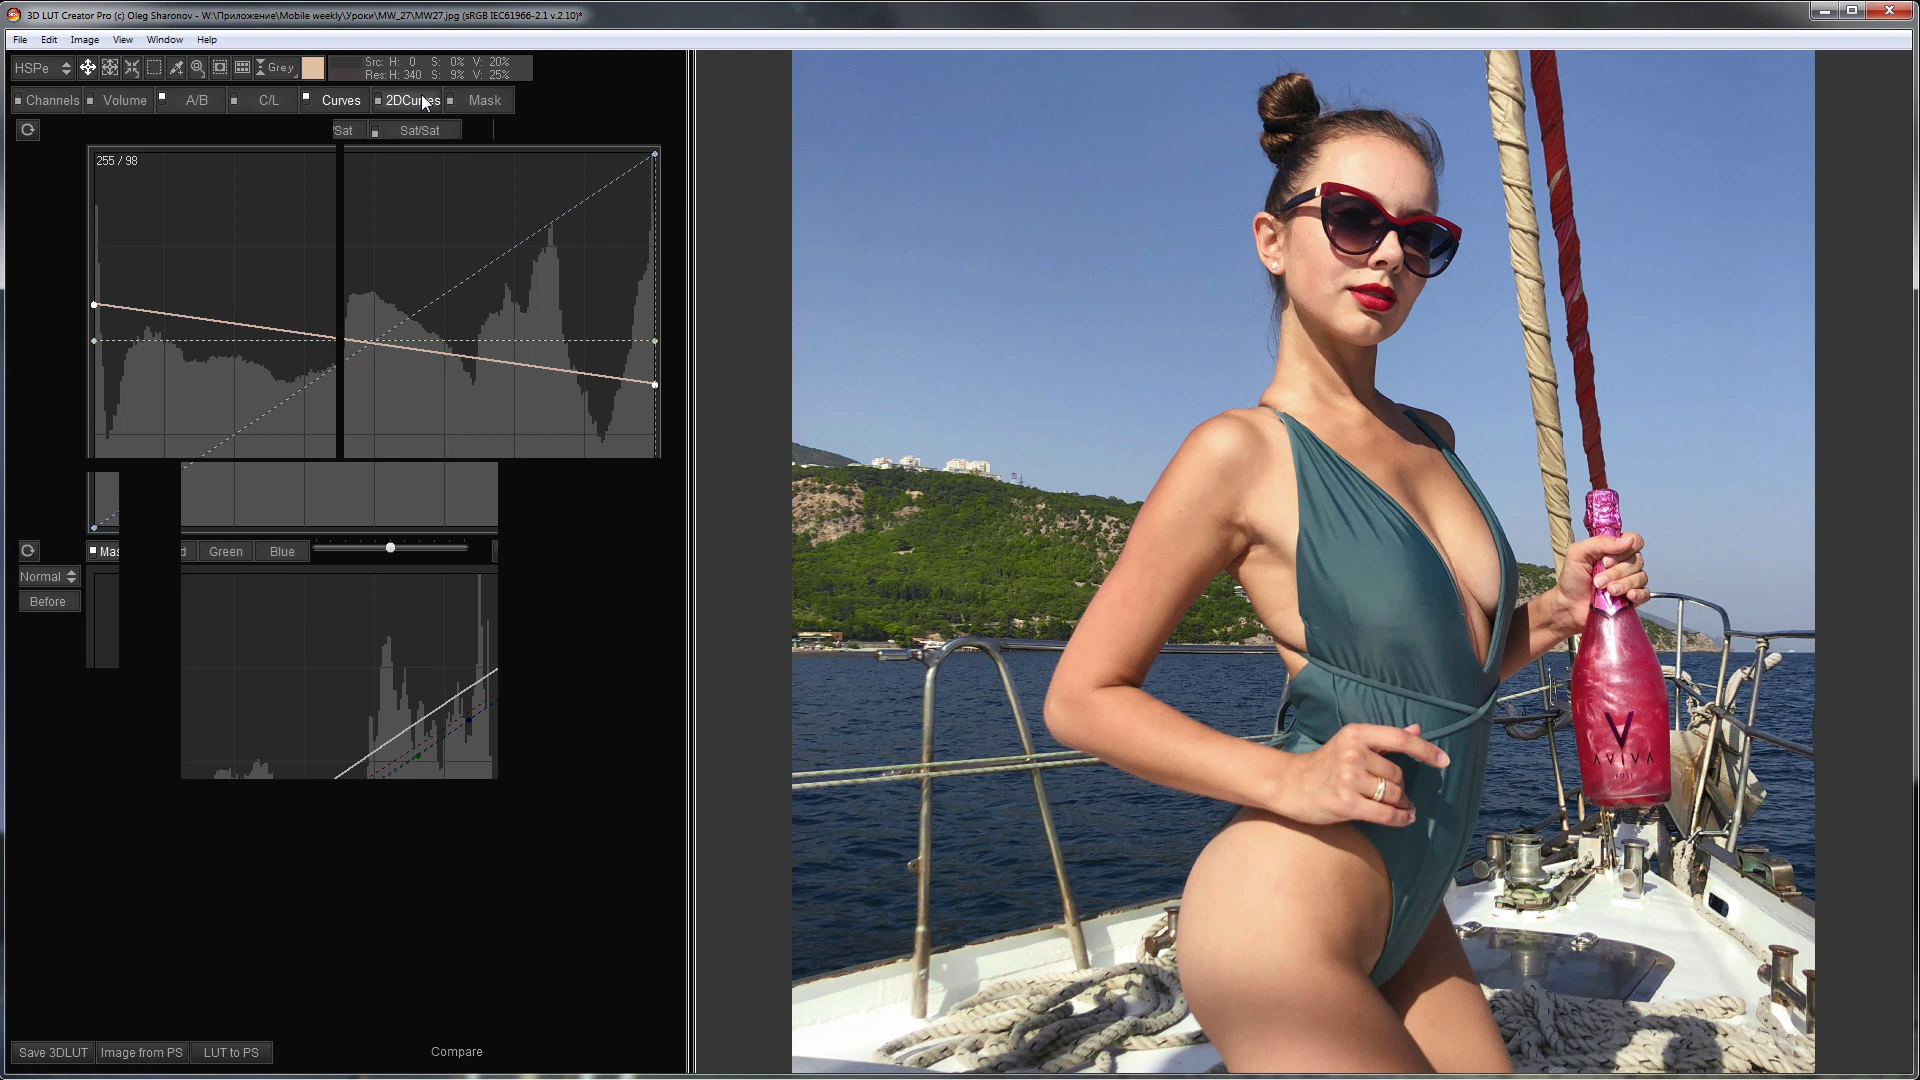 3D LUT Creator Pro (c) Oleg Sharonov - W:\Приложение\Mobile weekly\Уроки\MW_27\MW27.jpg (sRGB IEC61966-2.1 v.2.10)*
File Edit Image View Window Help
HSPe Grey Src: H: 0 S: 0% V: 20%
Res: H: 340 S: 9% V: 25%
Channels Volume A/B C/L Curves 2DCurves Mask
/Sat Sat/Sat
255 / 98
Mas d Green Blue
Normal
Before
V
AVIVA
Save 3DLUT Image from PS LUT to PS Compare